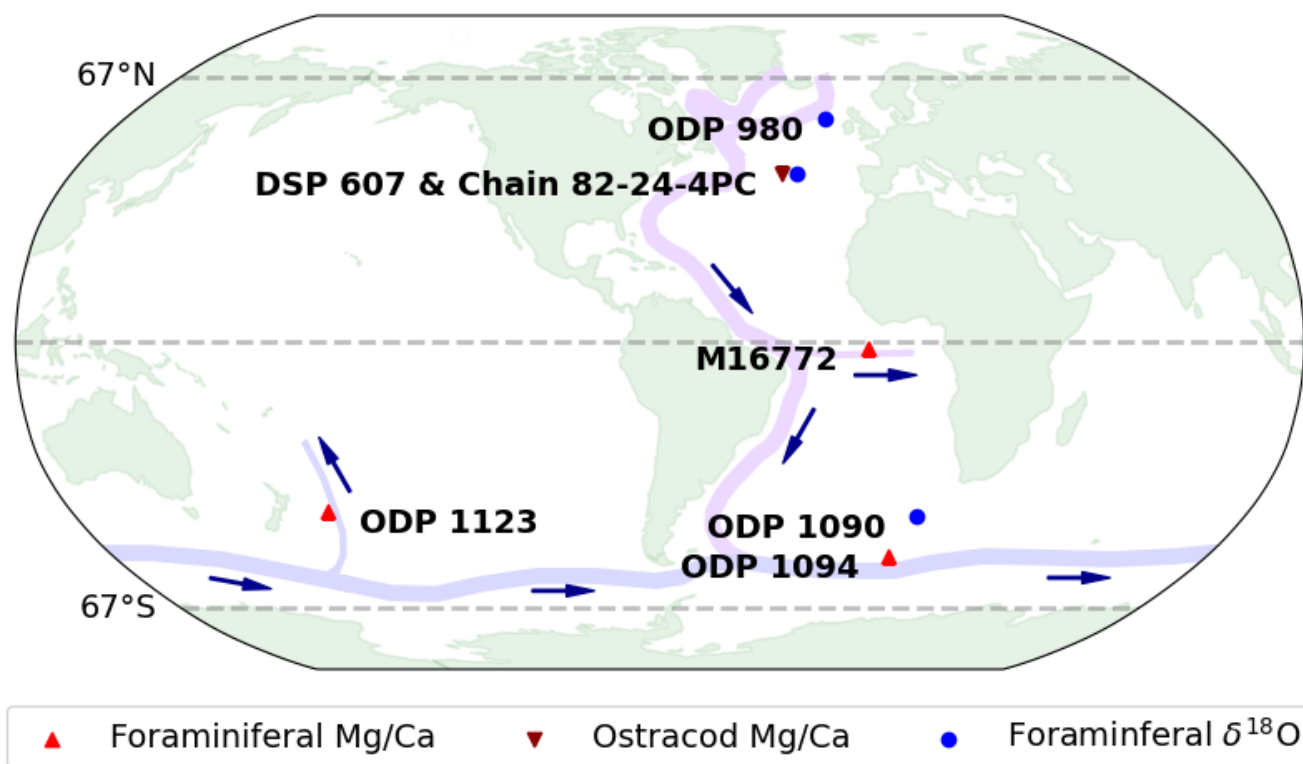 67°N
ODP 980
DSP 607 & Chain 82-24-4PC
M16772
ODP 1123
ODP 1090
ODP 1094
67°S
Foraminiferal Mg/Ca
Ostracod Mg/Ca
Foraminferal δ¹⁸O